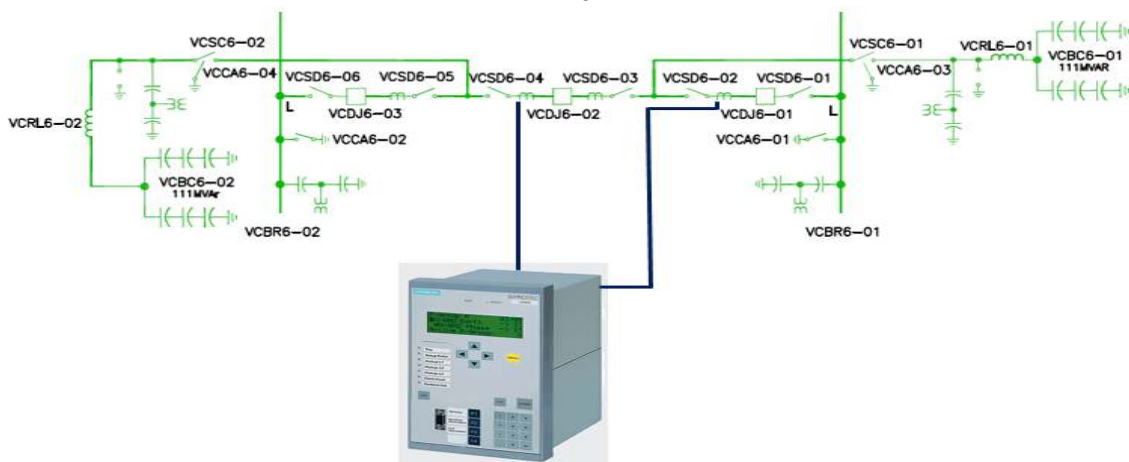 VCSC6-02
VCCA6-04
VCSD6-06
VCSD6-05
VCSD6-04
VCSD6-03
VCSD6-02
VCSD6-01
VCSC6-01
VCCA6-03
VCRL6-01
VCBC6-01
111MVAR
VCRL6-02
L
VCDJ6-03
VCDJ6-02
VCDJ6-01
L
VCCA6-02
VCCA6-01
VCBC6-02
111MVAr
VCBR6-02
VCBR6-01
SIEMENS